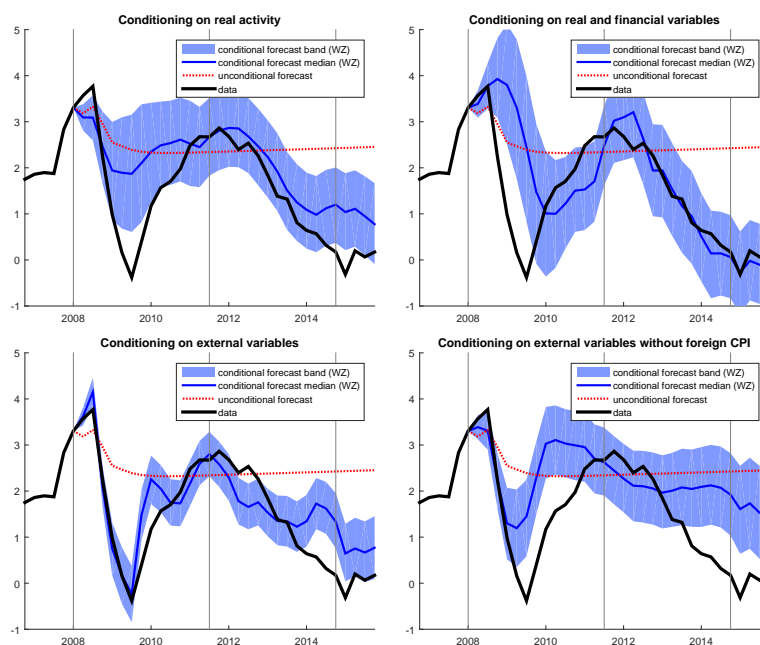 Conditioning on real activity
5
4
3
2
1
0
-1
2008
2010
2012
2014
conditional forecast band (WZ)
conditional forecast median (WZ)
unconditional forecast
data
Conditioning on real and financial variables
5
4
3
2
1
0
-1
2008
2010
2012
2014
conditional forecast band (WZ)
conditional forecast median (WZ)
unconditional forecast
data
Conditioning on external variables
5
4
3
2
1
0
-1
2008
2010
2012
2014
conditional forecast band (WZ)
conditional forecast median (WZ)
unconditional forecast
data
Conditioning on external variables without foreign CPI
5
4
3
2
1
0
-1
2008
2010
2012
2014
conditional forecast band (WZ)
conditional forecast median (WZ)
unconditional forecast
data